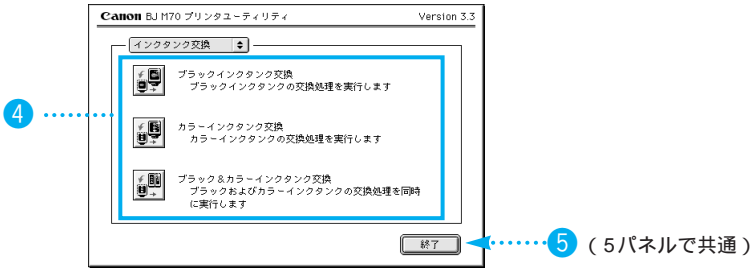 Canon BJ M70 プリンタユーティリティ Version 3.3
インクタンク交換
ブラックインクタンク交換
ブラックインクタンクの交換処理を実行します
4
カラーインクタンク交換
カラーインクタンクの交換処理を実行します
ブラック&カラーインクタンク交換
ブラックおよびカラーインクタンクの交換処理を同時
に実行します
終了
5 (5パネルで共通)